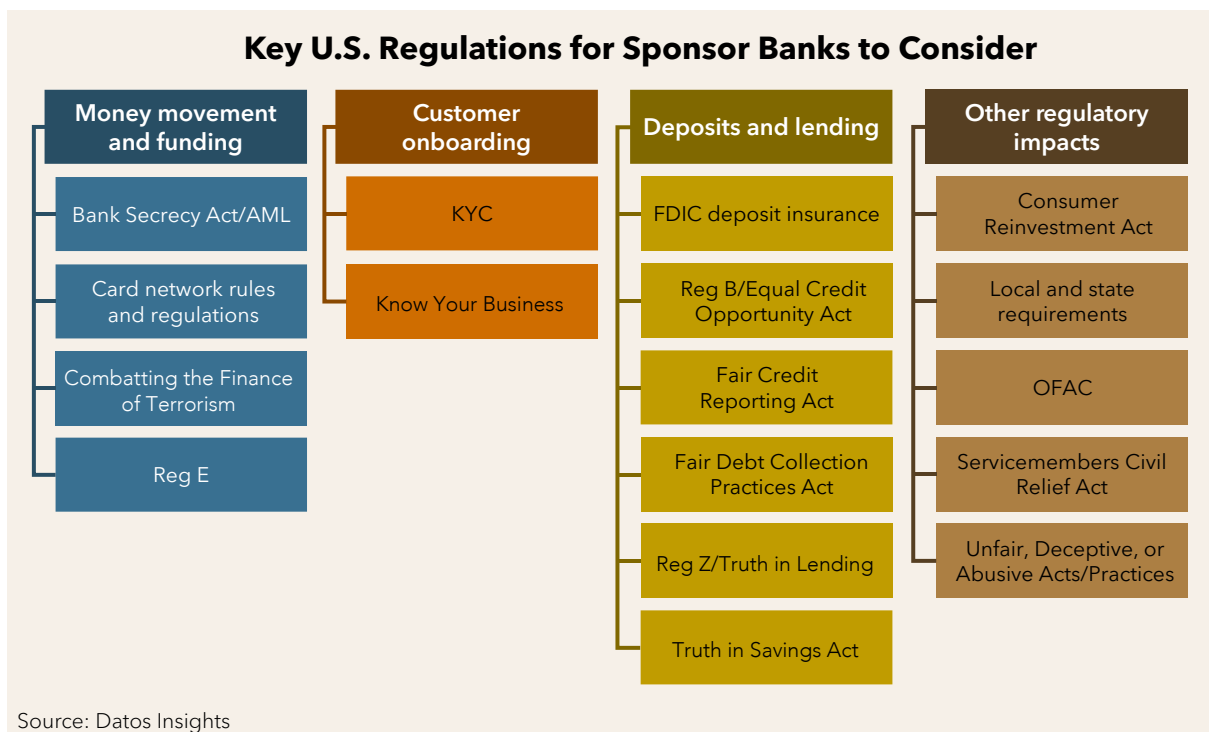 Key U.S. Regulations for Sponsor Banks to Consider
Money movement
and funding
Bank Secrecy Act/AML
Card network rules
and regulations
Combatting the Finance
of Terrorism
Reg E
Customer
onboarding
KYC
Know Your Business
Deposits and lending
FDIC deposit insurance
Reg B/Equal Credit
Opportunity Act
Fair Credit
Reporting Act
Fair Debt Collection
Practices Act
Reg Z/Truth in Lending
Truth in Savings Act
Other regulatory
impacts
Consumer
Reinvestment Act
Local and state
requirements
OFAC
Servicemembers Civil
Relief Act
Unfair, Deceptive, or
Abusive Acts/Practices
Source: Datos Insights